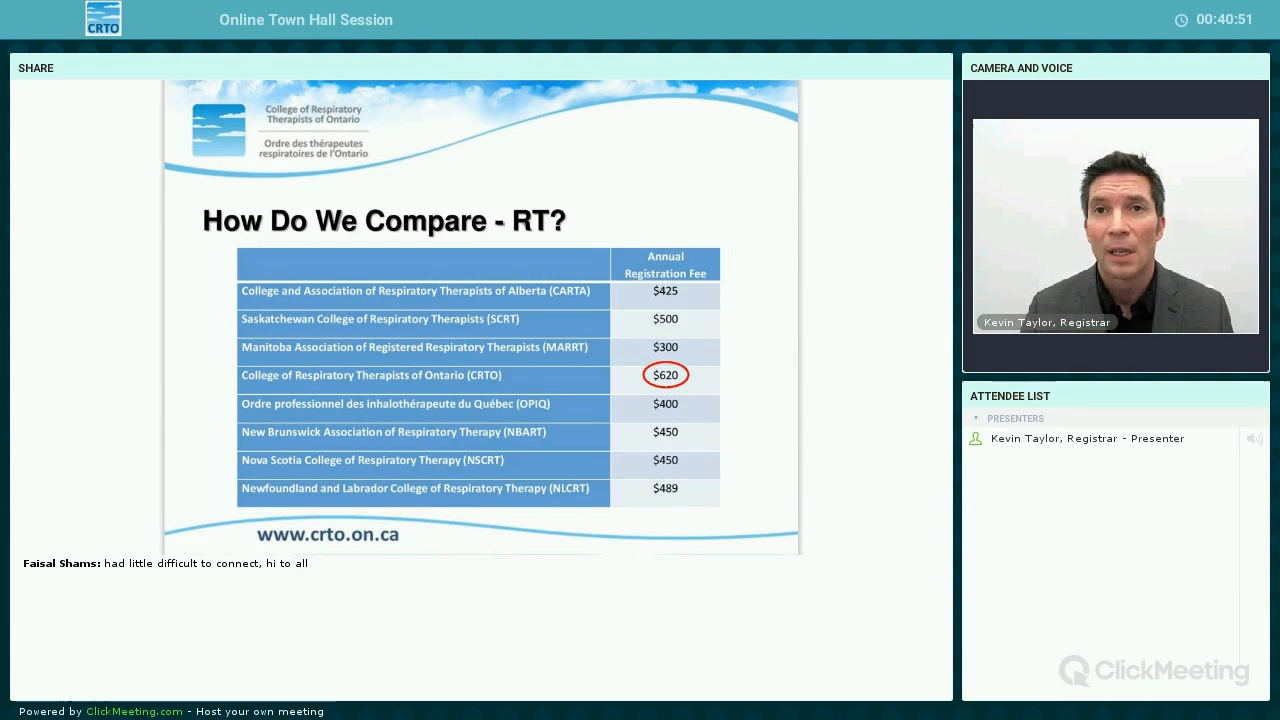 CRTO
Online Town Hall Session
00:40:51
SHARE
College of Respiratory
Therapists of Ontario
Ordre des thérapeutes
respiratoires de l'Ontario
How Do We Compare - RT?
Annual
Registration Fee
College and Association of Respiratory Therapists of Alberta (CARTA) $425
Saskatchewan College of Respiratory Therapists (SCRT) $500
Manitoba Association of Registered Respiratory Therapists (MARRT) $300
College of Respiratory Therapists of Ontario (CRTO) $620
Ordre professionnel des inhalothérapeute du Québec (OPIQ) $400
New Brunswick Association of Respiratory Therapy (NBART) $450
Nova Scotia College of Respiratory Therapy (NSCRT) $450
Newfoundland and Labrador College of Respiratory Therapy (NLCRT) $489
www.crto.on.ca
Faisal Shams: had little difficult to connect, hi to all
CAMERA AND VOICE
Kevin Taylor, Registrar
ATTENDEE LIST
PRESENTERS
Kevin Taylor, Registrar - Presenter
ClickMeeting
Powered by ClickMeeting.com - Host your own meeting